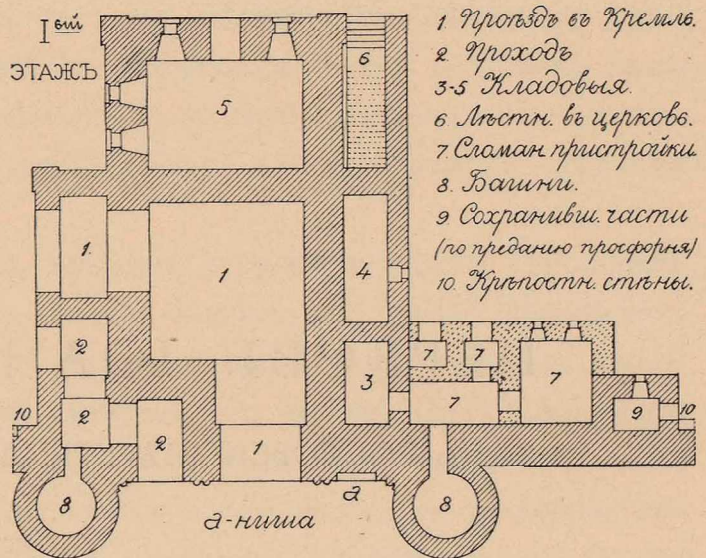 Iвый
ЭТАЖЪ
1 Проѣздъ въ Кремль.
2. Проходъ
3-5 Кладовыя.
6 Лѣстн. въ церковь.
7 Сломан. пристройки.
8. Башни.
9 Сохранивш. части
(по преданію просфорня)
10. Крѣпостн. стѣны.
6
5
1
1
4
2
7
7
3
7
7
2
2
1
9
10
10
8
а
8
а-ниша